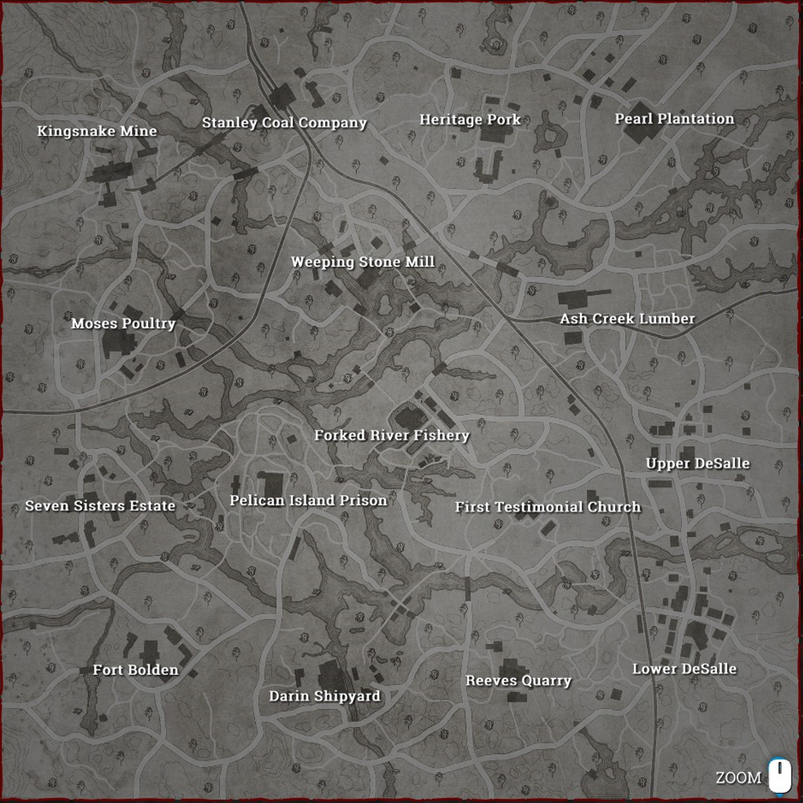 Heritage Pork
Pearl Plantation
Stanley Coal Company
Kingsnake Mine
Weeping Stone Mill
Ash Creek Lumber
Moses Poultry
Forked River Fishery
Upper DeSalle
Pelican Island Prison
Seven Sisters Estate
First Testimonial Church
Lower DeSalle
Fort Bolden
Reeves Quarry
Darin Shipyard
ZOOM